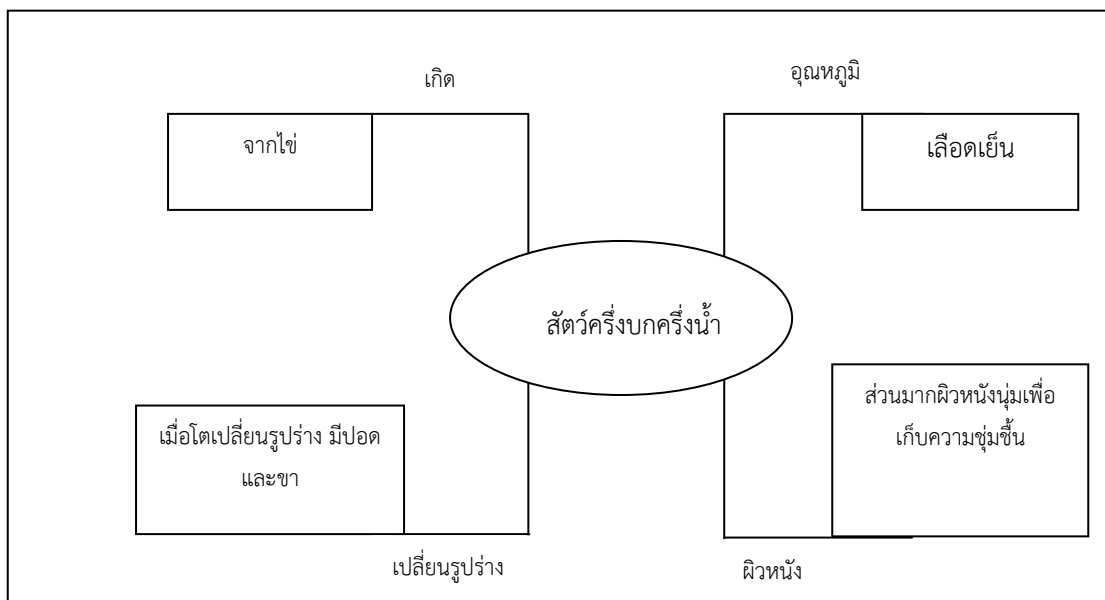 เกิด
อุณหภูมิ
จากไข่
เลือดเย็น
สัตว์ครึ่งบกครึ่งน้ำ
เมื่อโตเปลี่ยนรูปร่าง มีปอด
และขา
ส่วนมากผิวหนังนุ่มเพื่อ
เก็บความชุ่มชื้น
เปลี่ยนรูปร่าง
ผิวหนัง